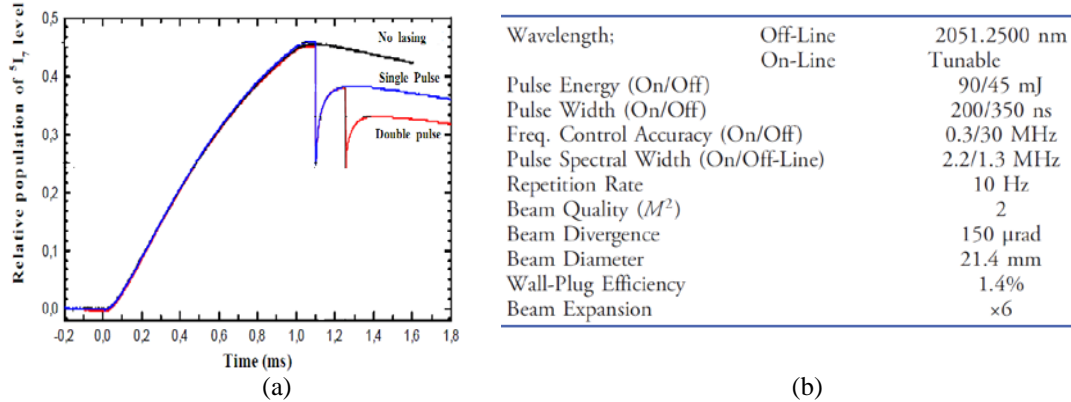 Relative population of ⁵I₇ level
0,5
0,4
0,3
0,2
0,1
0,0
No lasing
Single Pulse
Double pulse
-0,2 0,0 0,2 0,4 0,6 0,8 1,0 1,2 1,4 1,6 1,8
Time (ms)
(a)
Wavelength; Off-Line 2051.2500 nm
On-Line Tunable
Pulse Energy (On/Off) 90/45 mJ
Pulse Width (On/Off) 200/350 ns
Freq. Control Accuracy (On/Off) 0.3/30 MHz
Pulse Spectral Width (On/Off-Line) 2.2/1.3 MHz
Repetition Rate 10 Hz
Beam Quality (M²) 2
Beam Divergence 150 μrad
Beam Diameter 21.4 mm
Wall-Plug Efficiency 1.4%
Beam Expansion ×6
(b)